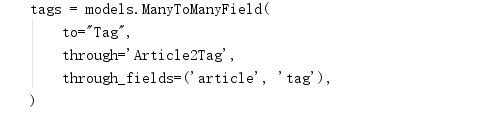 tags = models.ManyToManyField(
    to="Tag",
    through='Article2Tag',
    through_fields=('article', 'tag'),
)